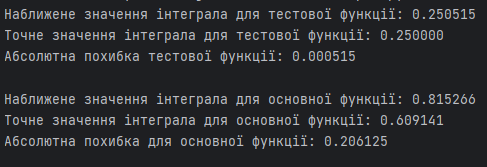 Наближене значення інтеграла для тестової функції: 0.250515
Точне значення інтеграла для тестової функції: 0.250000
Абсолютна похибка тестової функції: 0.000515
Наближене значення інтеграла для основної функції: 0.815266
Точне значення інтеграла для основної функції: 0.609141
Абсолютна похибка для основної функції: 0.206125